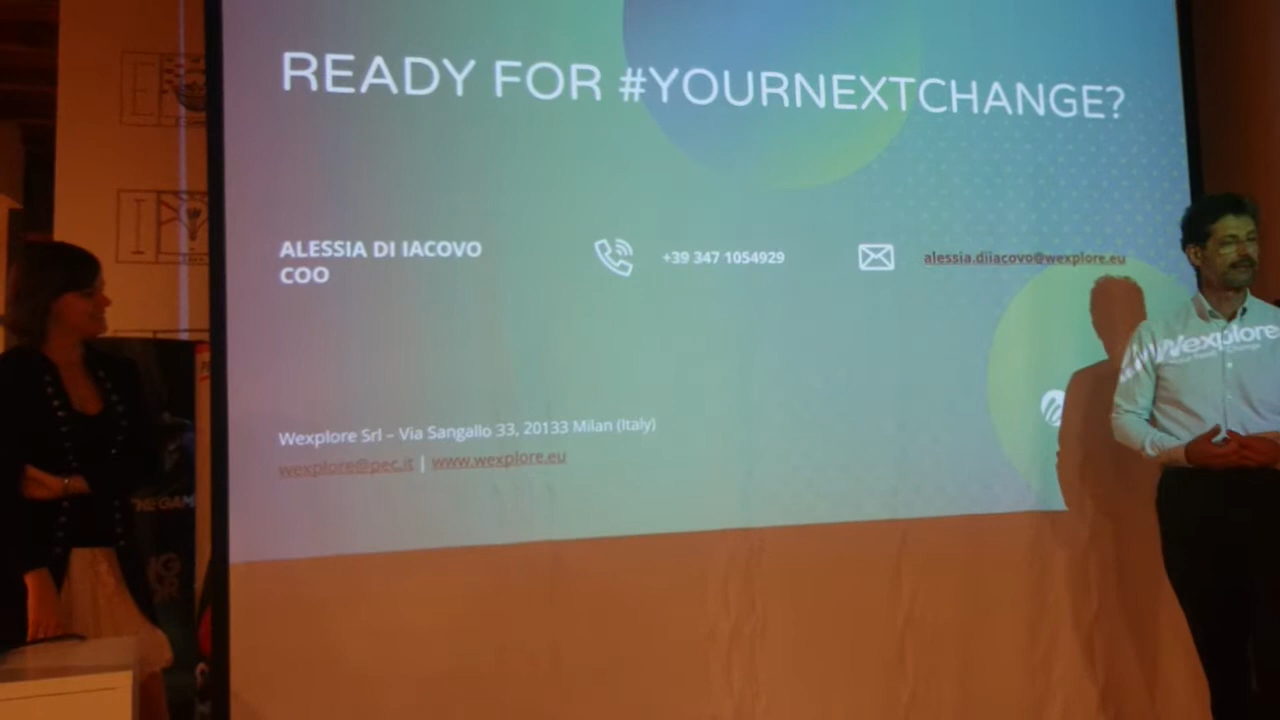 READY FOR #YOURNEXTCHANGE?
ALESSIA DI IACOVO
COO
+39 347 1054929
alessia.diiacovo@wexplore.eu
Wexplore
Wexplore Srl – Via Sangallo 33, 20133 Milan (Italy)
wexplore@pec.it | www.wexplore.eu